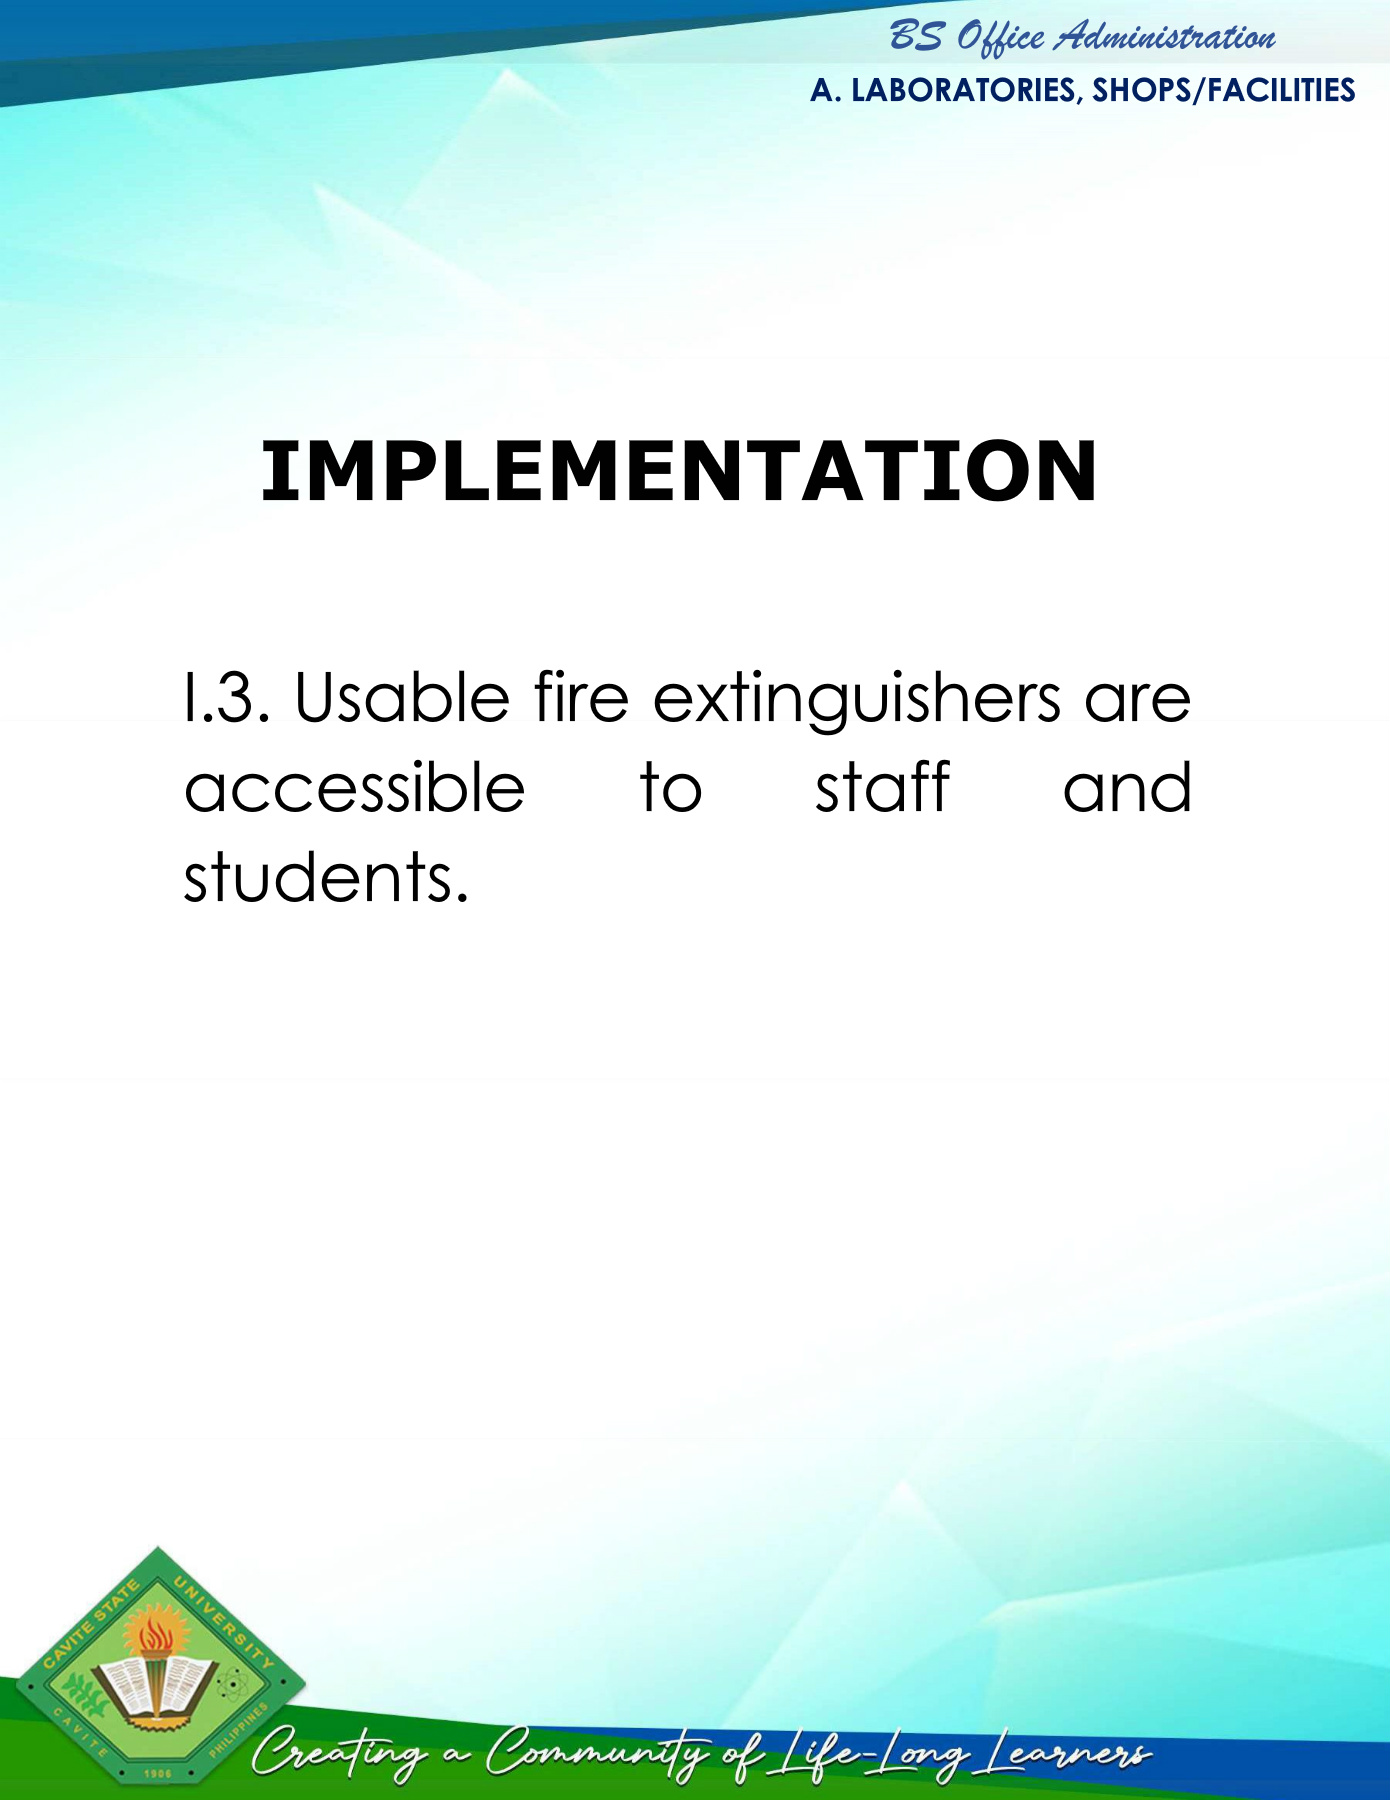 BS Office Administration
A. LABORATORIES, SHOPS/FACILITIES
IMPLEMENTATION
I.3. Usable fire extinguishers are
accessible to staff and
students.
CAVITE STATE UNIVERSITY
CAVITE PHILIPPINES
1906
Creating a Community of Life-Long Learners